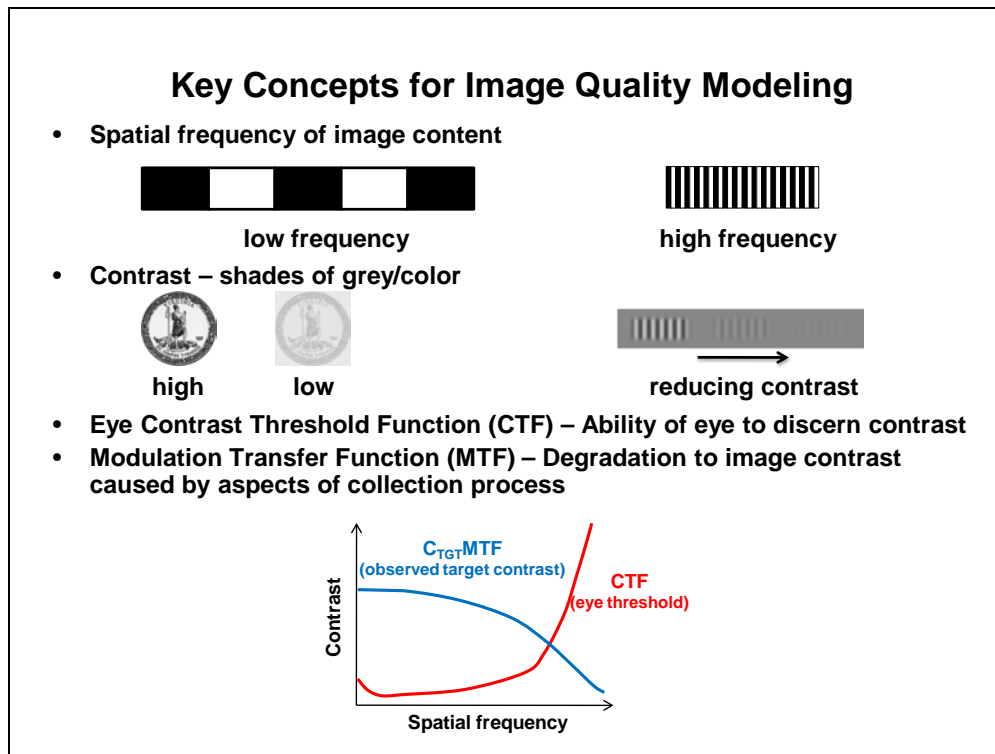 Key Concepts for Image Quality Modeling
• Spatial frequency of image content
low frequency
high frequency
• Contrast – shades of grey/color
VIRGINIA
high
low
reducing contrast
• Eye Contrast Threshold Function (CTF) – Ability of eye to discern contrast
• Modulation Transfer Function (MTF) – Degradation to image contrast
caused by aspects of collection process
C_TGT MTF
(observed target contrast)
CTF
(eye threshold)
Contrast
Spatial frequency